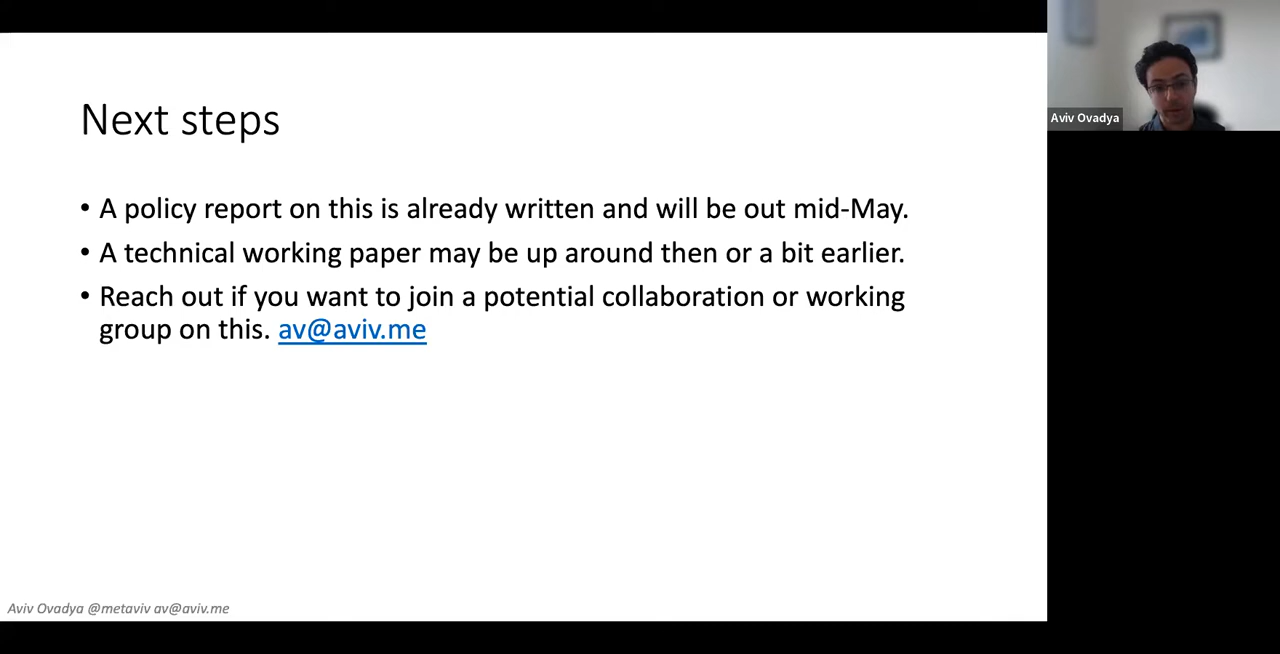 Next steps
• A policy report on this is already written and will be out mid-May.
• A technical working paper may be up around then or a bit earlier.
• Reach out if you want to join a potential collaboration or working
group on this. av@aviv.me
Aviv Ovadya @metaviv av@aviv.me
Aviv Ovadya